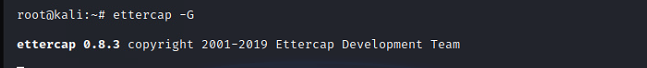 root@kali:~# ettercap -G
ettercap 0.8.3 copyright 2001-2019 Ettercap Development Team